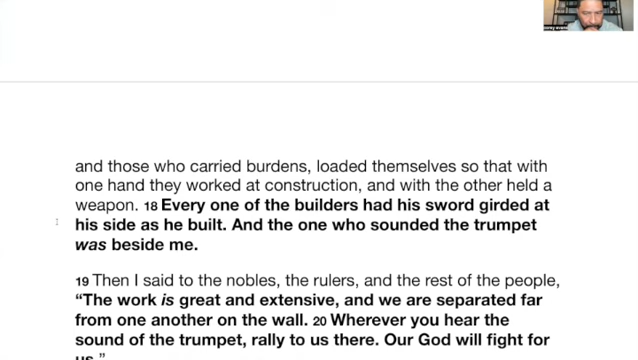 and those who carried burdens, loaded themselves so that with
one hand they worked at construction, and with the other held a
weapon. 18 Every one of the builders had his sword girded at
his side as he built. And the one who sounded the trumpet
was beside me.
19 Then I said to the nobles, the rulers, and the rest of the people,
“The work is great and extensive, and we are separated far
from one another on the wall. 20 Wherever you hear the
sound of the trumpet, rally to us there. Our God will fight for
us.”